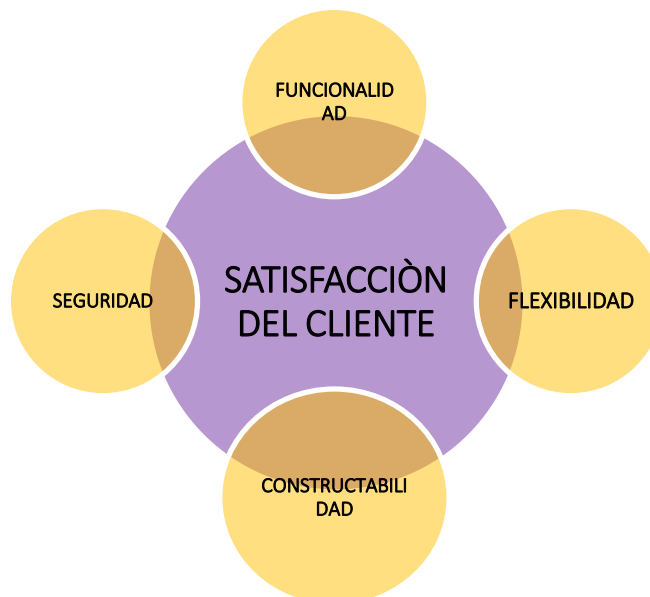 FUNCIONALID
AD
SEGURIDAD
SATISFACCIÒN
DEL CLIENTE
FLEXIBILIDAD
CONSTRUCTABILI
DAD